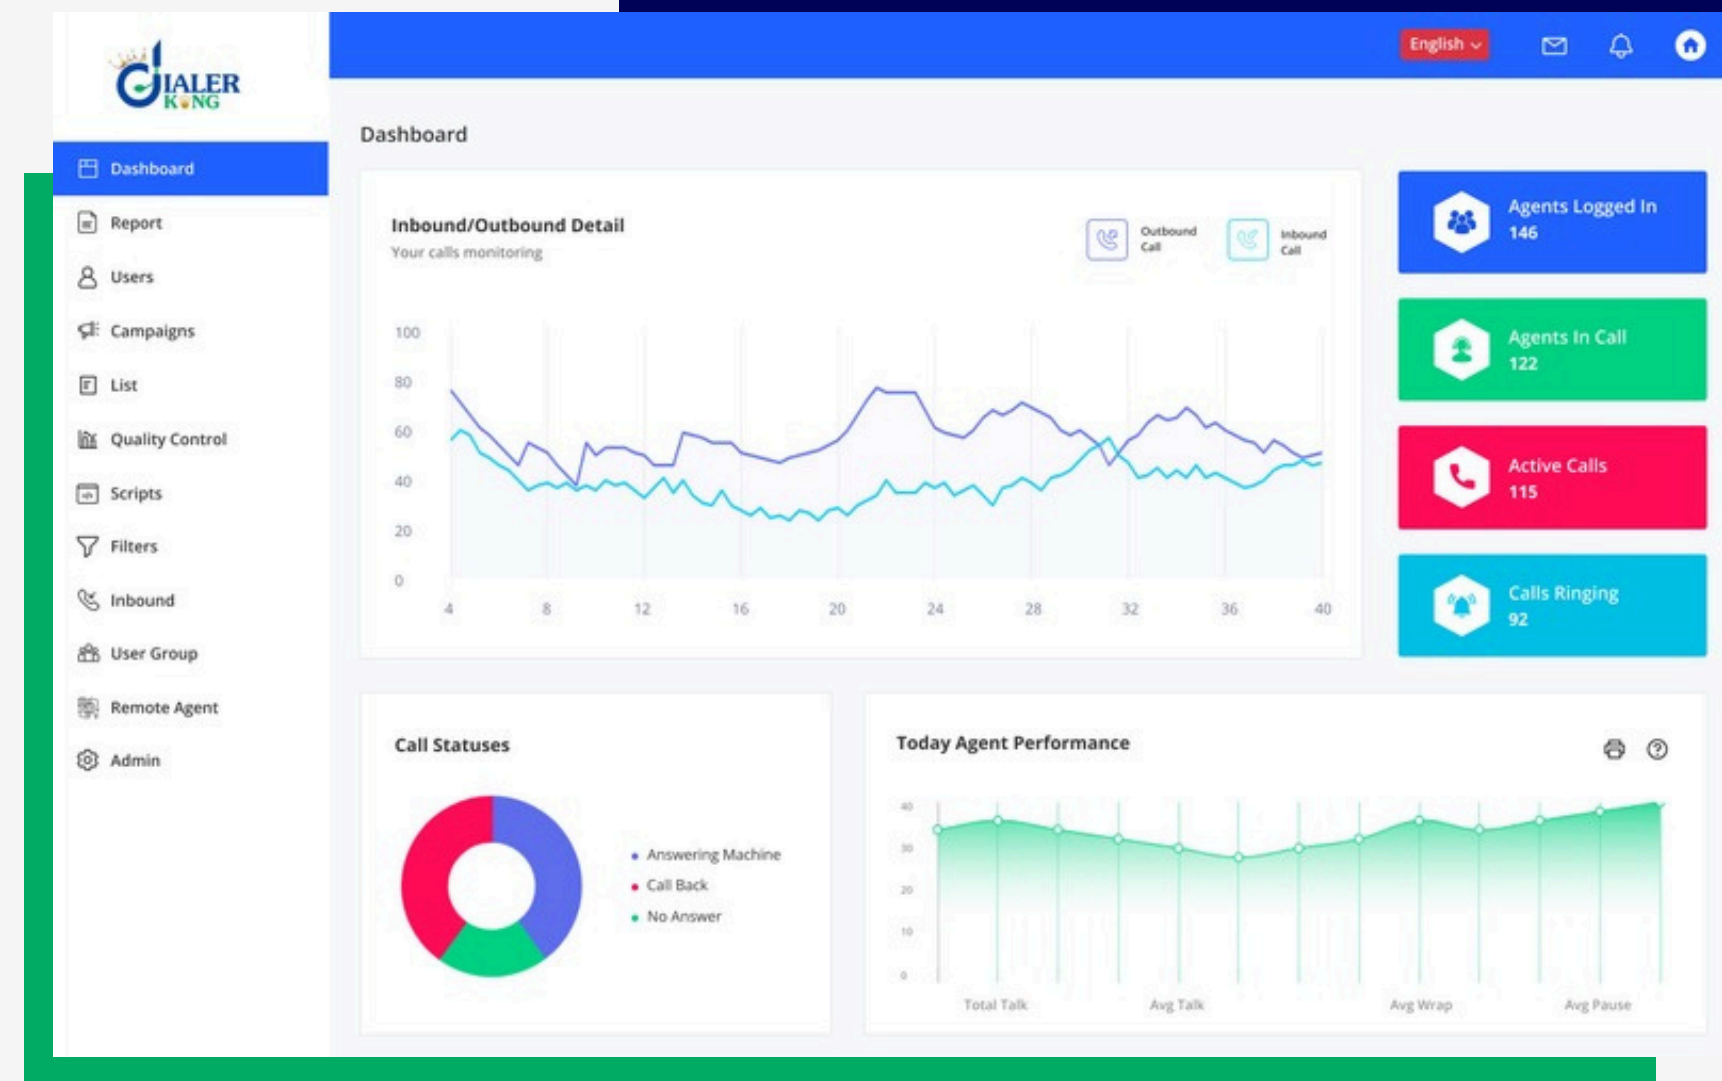 DIALER
KING
English
Dashboard
Report
Users
Campaigns
List
Quality Control
Scripts
Filters
Inbound
User Group
Remote Agent
Admin
Dashboard
Inbound/Outbound Detail
Your calls monitoring
Outbound
Call
Inbound
Call
100
80
60
40
20
0
4 8 12 16 20 24 28 32 36 40
Agents Logged In
146
Agents In Call
122
Active Calls
115
Calls Ringing
92
Call Statuses
Answering Machine
Call Back
No Answer
Today Agent Performance
40
30
20
10
0
Total Talk Avg Talk Avg Wrap Avg Pause